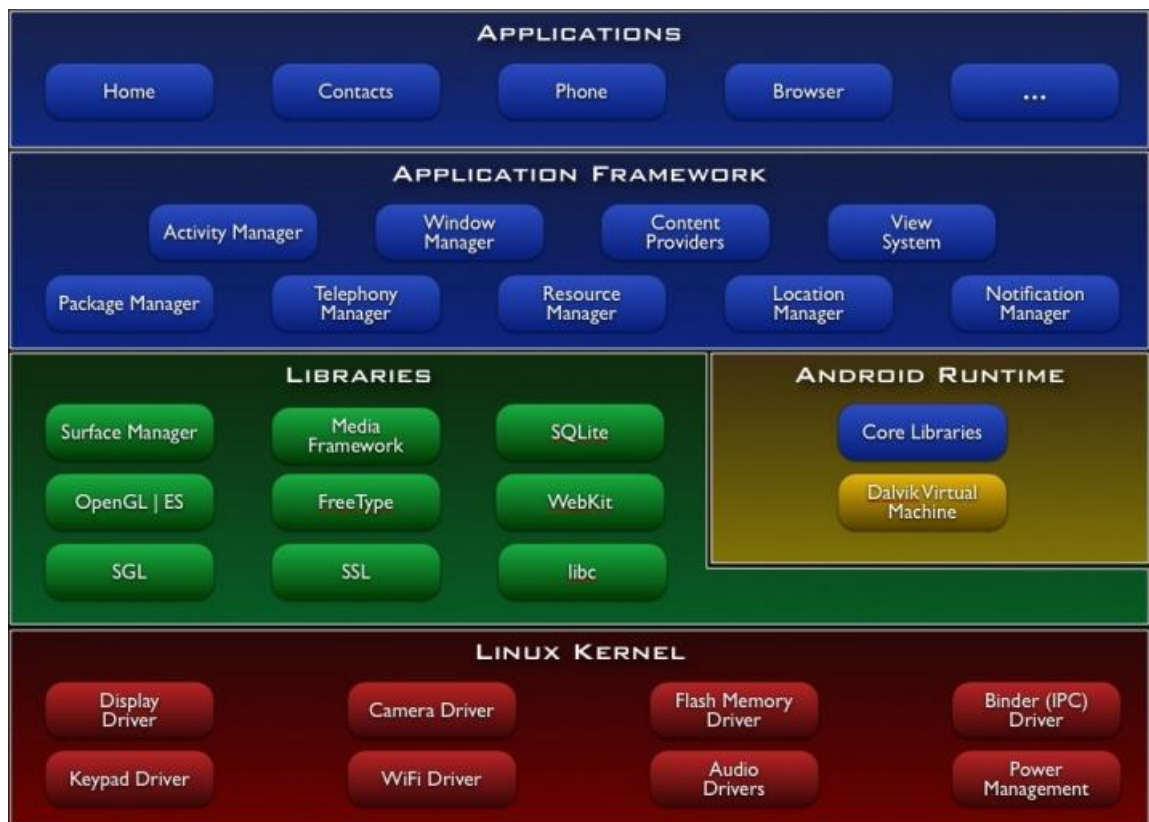 APPLICATIONS
Home
Contacts
Phone
Browser
...
APPLICATION FRAMEWORK
Activity Manager
Window
Manager
Content
Providers
View
System
Package Manager
Telephony
Manager
Resource
Manager
Location
Manager
Notification
Manager
LIBRARIES
Surface Manager
Media
Framework
SQLite
OpenGL | ES
FreeType
WebKit
SGL
SSL
libc
ANDROID RUNTIME
Core Libraries
Dalvik Virtual
Machine
LINUX KERNEL
Display
Driver
Camera Driver
Flash Memory
Driver
Binder (IPC)
Driver
Keypad Driver
WiFi Driver
Audio
Drivers
Power
Management